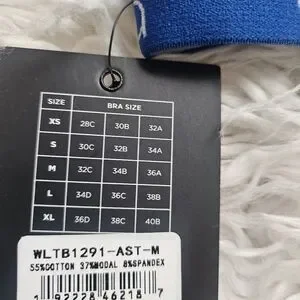 SIZE BRA SIZE
XS 28C 30B 32A
S 30C 32B 34A
M 32C 34B 36A
L 34D 36C 38B
XL 36D 38C 40B
WLTB1291-AST-M
55%COTTON 37%MODAL 8%SPANDEX
1 92228 46218 7